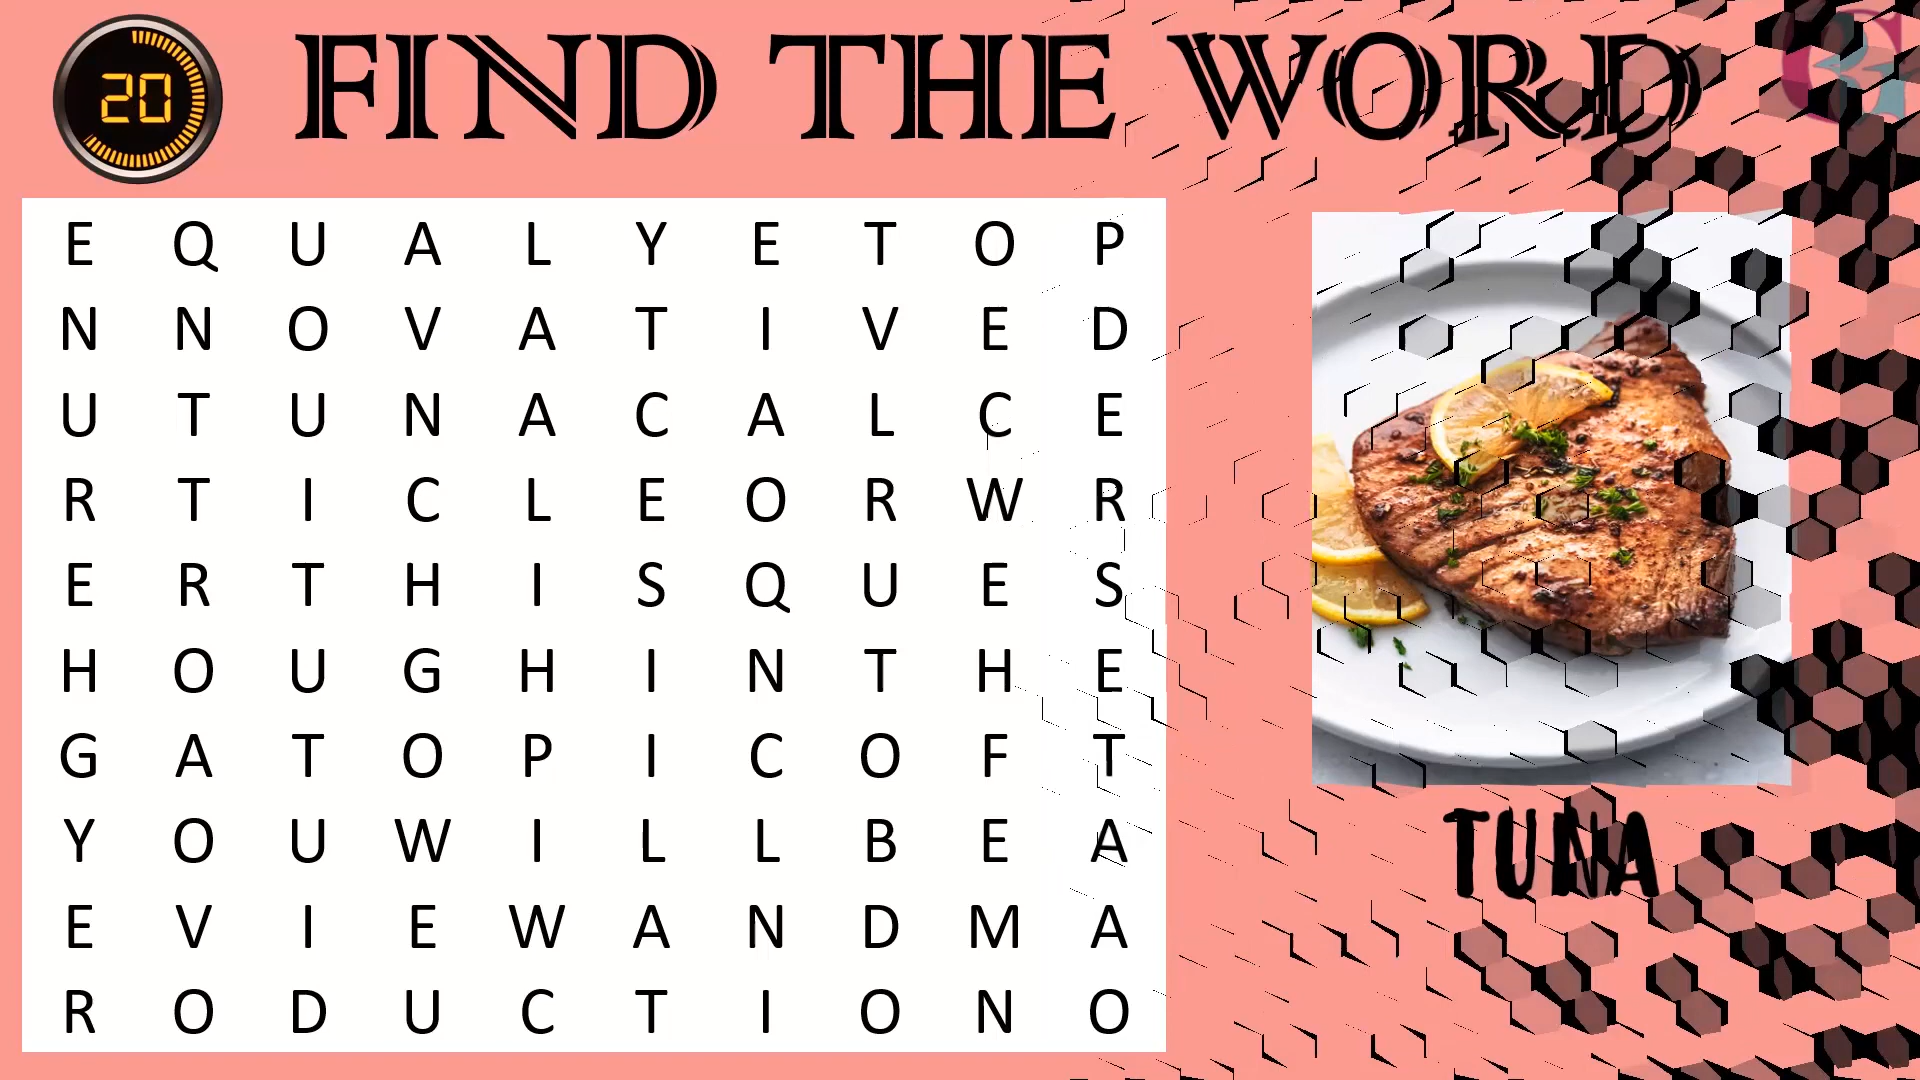 20
FIND THE WORD
E Q U A L Y E T O P
N N O V A T I V E D
U T U N A C A L C E
R T I C L E O R W R
E R T H I S Q U E S
H O U G H I N T H E
G A T O P I C O F T
Y O U W I L L B E A
E V I E W A N D M A
R O D U C T I O N O
TUNA